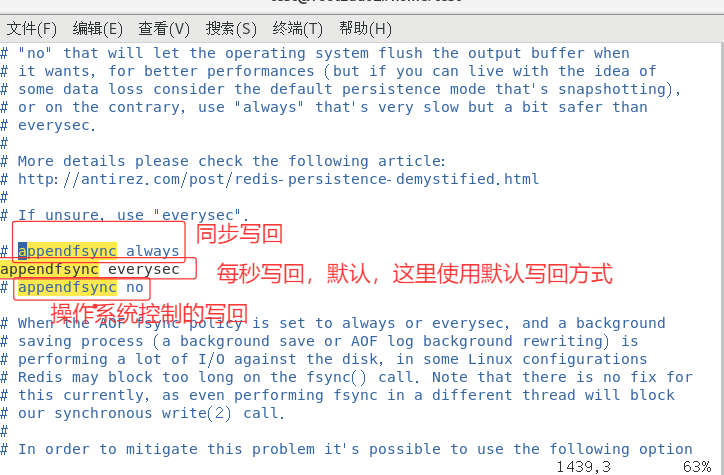 文件(F) 编辑(E) 查看(V) 搜索(S) 终端(T) 帮助(H)
# "no" that will let the operating system flush the output buffer when
# it wants, for better performances (but if you can live with the idea of
# some data loss consider the default persistence mode that's snapshotting),
# or on the contrary, use "always" that's very slow but a bit safer than
# everysec.
#
# More details please check the following article:
# http://antirez.com/post/redis-persistence-demystified.html
#
# If unsure, use "everysec".
同步写回
# appendfsync always
appendfsync everysec
每秒写回，默认，这里使用默认写回方式
# appendfsync no
操作系统控制的写回
# When the AOF fsync policy is set to always or everysec, and a background
# saving process (a background save or AOF log background rewriting) is
# performing a lot of I/O against the disk, in some Linux configurations
# Redis may block too long on the fsync() call. Note that there is no fix for
# this currently, as even performing fsync in a different thread will block
# our synchronous write(2) call.
#
# In order to mitigate this problem it's possible to use the following option
1439,3 63%